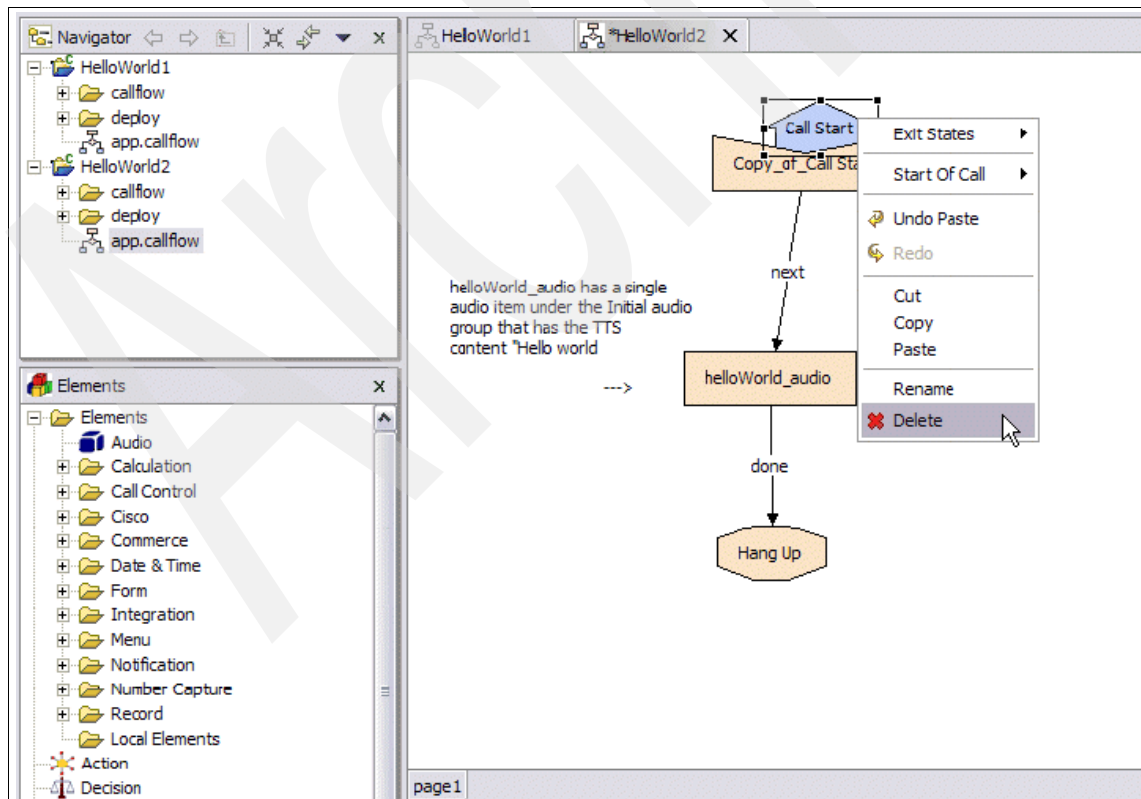 Navigator
HelloWorld1
callflow
deploy
app.callflow
HelloWorld2
callflow
deploy
app.callflow
Elements
Elements
Audio
Calculation
Call Control
Cisco
Commerce
Date & Time
Form
Integration
Menu
Notification
Number Capture
Record
Local Elements
Action
Decision
HelloWorld1
*HelloWorld2
Call Start
Copy_of_Call Sta
next
helloWorld_audio has a single
audio item under the Initial audio
group that has the TTS
content "Hello world
--->
helloWorld_audio
done
Hang Up
Exit States
Start Of Call
Undo Paste
Redo
Cut
Copy
Paste
Rename
Delete
page1